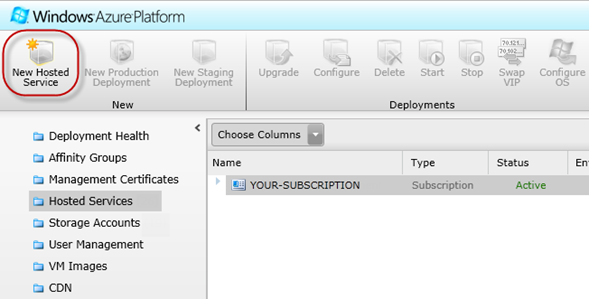 Windows Azure Platform
New Hosted Service
New Production Deployment
New Staging Deployment
Upgrade
Configure
Delete
Start
Stop
Swap VIP
Configure OS
New
Deployments
Deployment Health
Affinity Groups
Management Certificates
Hosted Services
Storage Accounts
User Management
VM Images
CDN
Choose Columns
Name
Type
Status
En
YOUR-SUBSCRIPTION
Subscription
Active